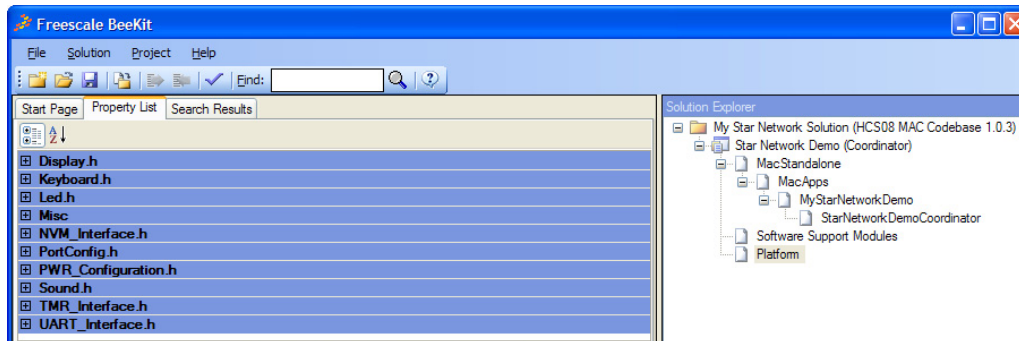 Freescale BeeKit
File Solution Project Help
Find:
Start Page Property List Search Results
Display.h
Keyboard.h
Led.h
Misc
NVM_Interface.h
PortConfig.h
PWR_Configuration.h
Sound.h
TMR_Interface.h
UART_Interface.h
Solution Explorer
My Star Network Solution (HCS08 MAC Codebase 1.0.3)
Star Network Demo (Coordinator)
MacStandalone
MacApps
MyStarNetworkDemo
StarNetworkDemoCoordinator
Software Support Modules
Platform